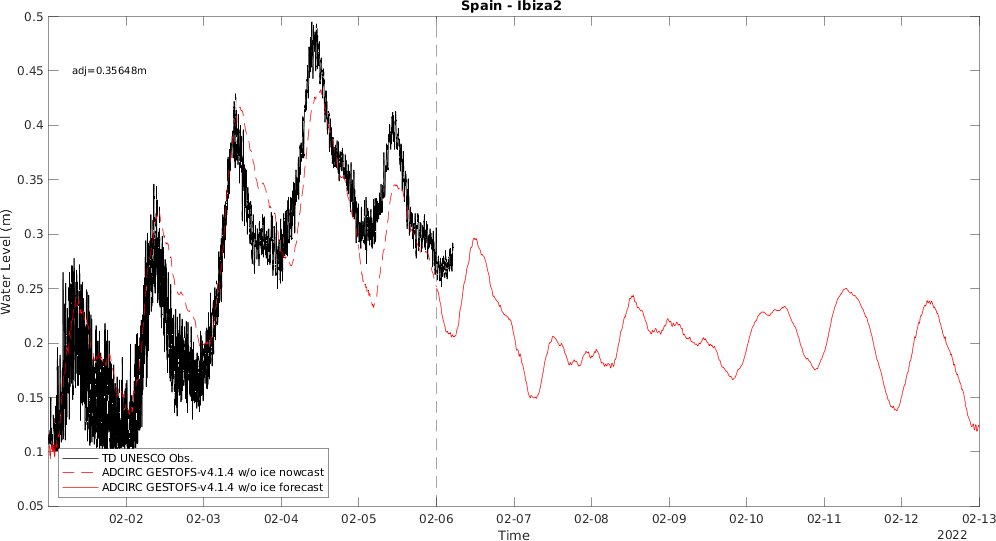 Spain - Ibiza2
0.5
0.45
0.4
0.35
0.3
0.25
0.2
0.15
0.1
0.05
Water Level (m)
adj=0.35648m
TD UNESCO Obs.
ADCIRC GESTOFS-v4.1.4 w/o ice nowcast
ADCIRC GESTOFS-v4.1.4 w/o ice forecast
02-02 02-03 02-04 02-05 02-06 02-07 02-08 02-09 02-10 02-11 02-12 02-13
Time
2022